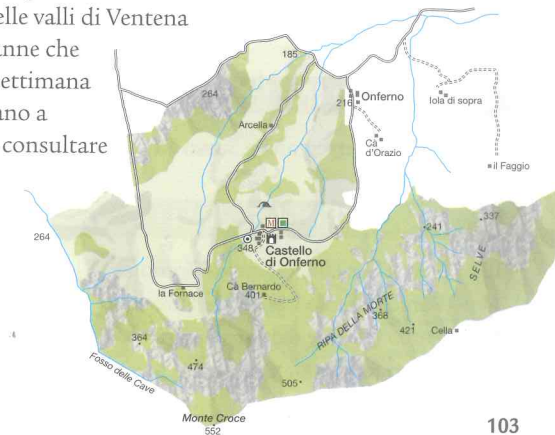 elle valli di Ventena
anne che
settimana
ano a
consultare
185
264
216
Onferno
Iola di sopra
Arcella
Cà
d'Orazio
il Faggio
264
M
337
241
348
Castello
di Onferno
SELVE
la Fornace
Cà Bernardo
401
RIPA DELLA MORTE
368
421
Cella
364
474
505
Fosso delle Cave
Monte Croce
552
103